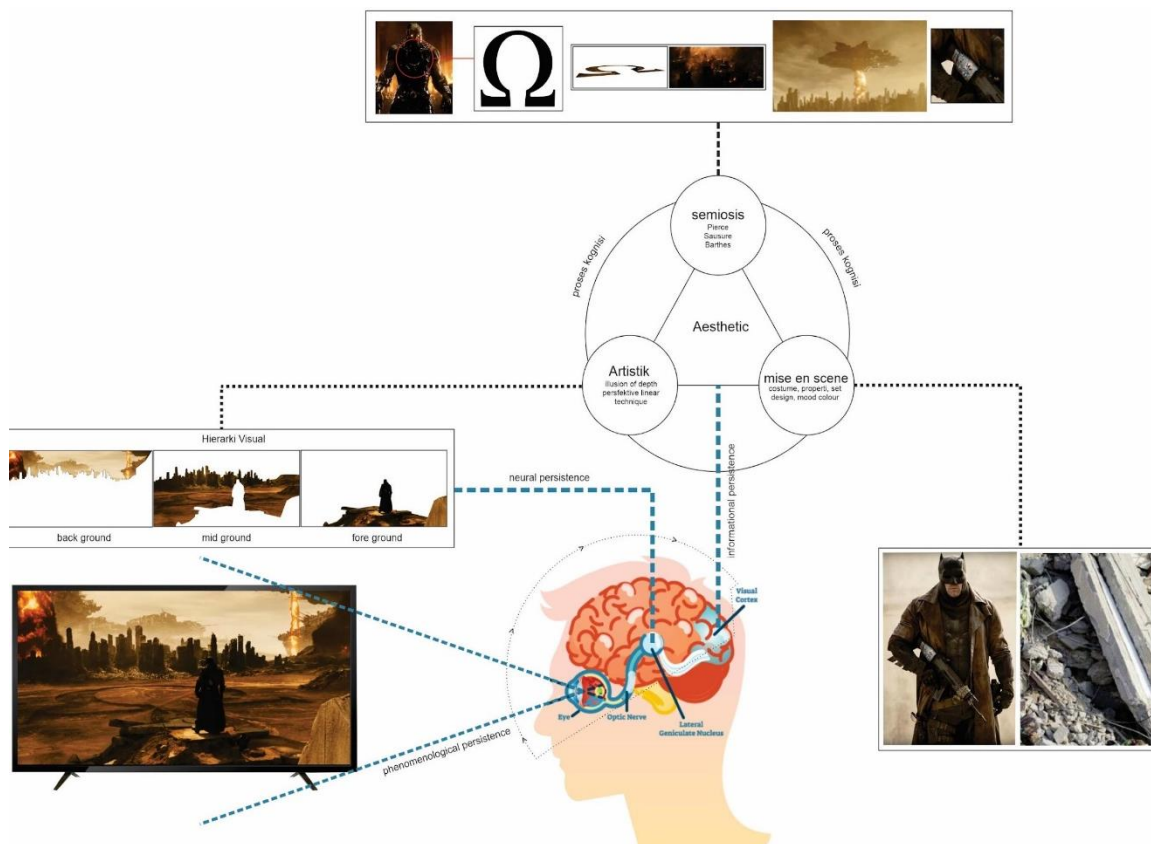 Ω
semiosis
Pierce
Sausure
Barthes
proses kognisi
proses kognisi
Aesthetic
Artistik
illusion of depth
persfektive linear
technique
mise en scene
costume, properti, set
design, mood colour
Hierarki Visual
back ground
mid ground
fore ground
neural persistence
informational persistence
Visual
Cortex
Eye
Optic Nerve
Lateral
Geniculate Nucleus
phenomenological persistence